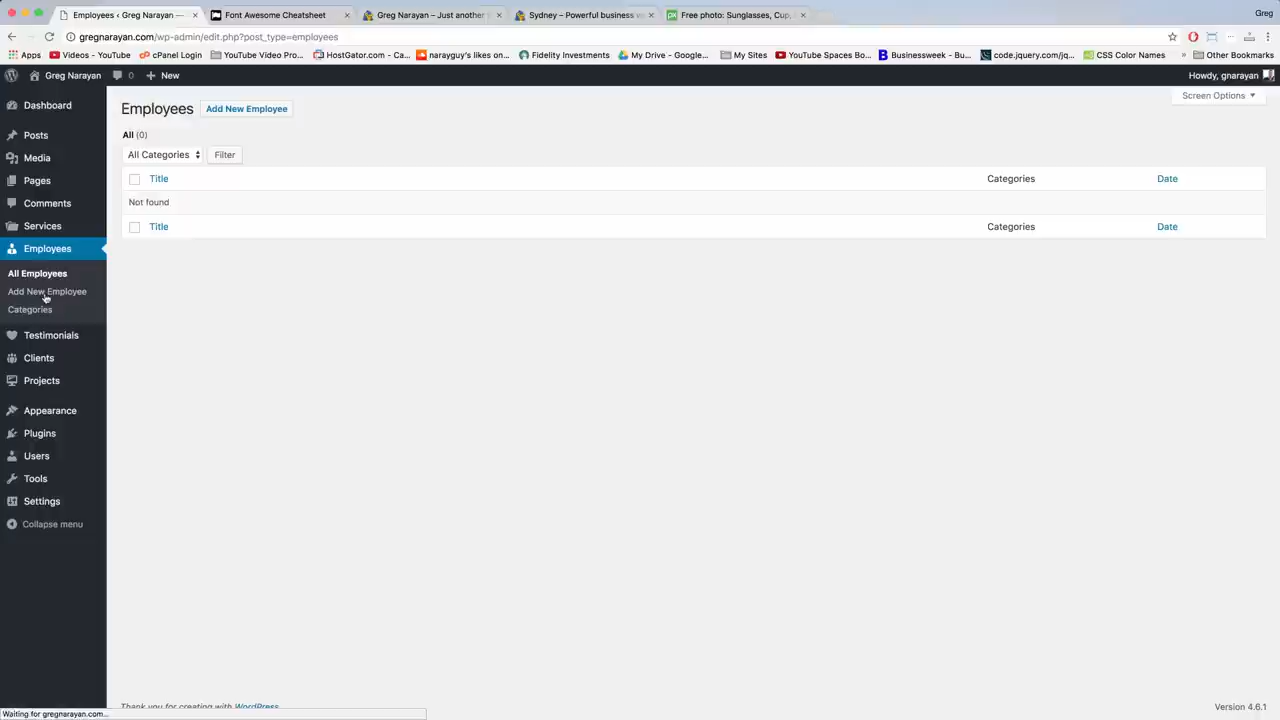 Employees ‹ Greg Narayan —
Font Awesome Cheatsheet
Greg Narayan – Just another
Sydney – Powerful business w
Free photo: Sunglasses, Cup,
Greg
gregnarayan.com/wp-admin/edit.php?post_type=employees
Apps
Videos - YouTube
cPanel Login
YouTube Video Pro...
HostGator.com - Ca...
narayguy's likes on...
Fidelity Investments
My Drive - Google...
My Sites
YouTube Spaces Bo...
Businessweek - Bu...
code.jquery.com/jq...
CSS Color Names
»
Other Bookmarks
Greg Narayan
0
New
Howdy, gnarayan
Screen Options
Dashboard
Posts
Media
Pages
Comments
Services
Employees
All Employees
Add New Employee
Categories
Testimonials
Clients
Projects
Appearance
Plugins
Users
Tools
Settings
Collapse menu
Employees
Add New Employee
All (0)
All Categories
Filter
Title
Categories
Date
Not found
Title
Categories
Date
Thank you for creating with WordPress
Version 4.6.1
Waiting for gregnarayan.com...